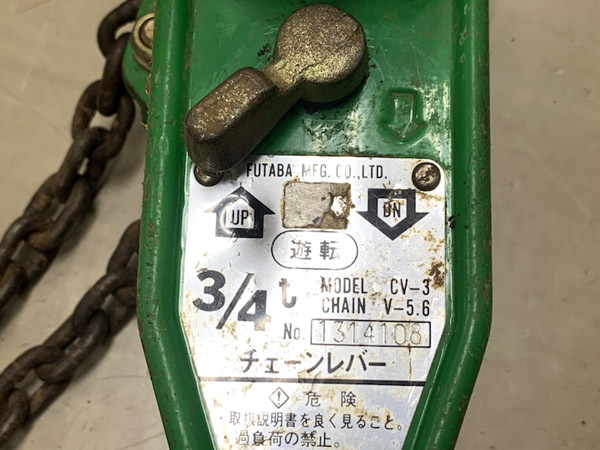 FUTABA MFG. CO., LTD.
UP
DN
遊転
3/4 t
MODEL CV-3
CHAIN V-5.6
No. 1314108
チェーンレバー
危険
取扱説明書を良く見ること。
過負荷の禁止。